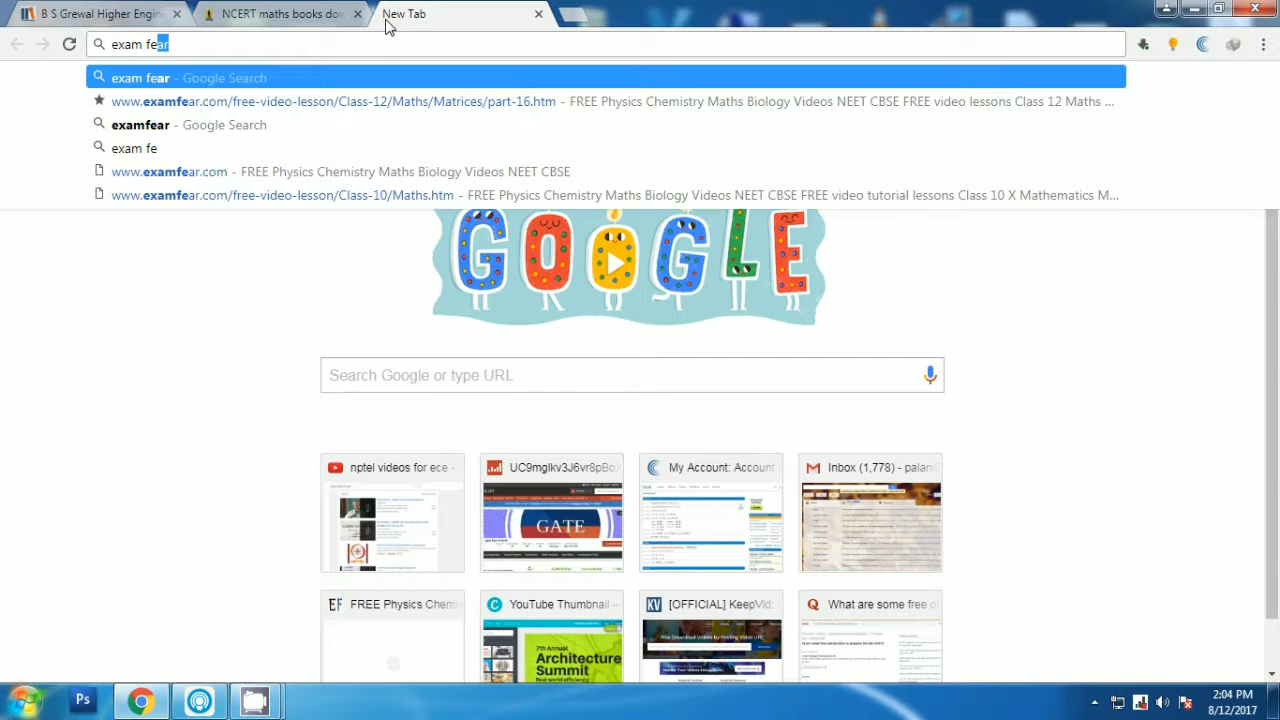 B S Grewal Higher Engin
NCERT maths books dow
New Tab
exam fear
exam fear - Google Search
www.examfear.com/free-video-lesson/Class-12/Maths/Matrices/part-16.htm - FREE Physics Chemistry Maths Biology Videos NEET CBSE FREE video lessons Class 12 Maths ...
examfear - Google Search
exam fe
www.examfear.com - FREE Physics Chemistry Maths Biology Videos NEET CBSE
www.examfear.com/free-video-lesson/Class-10/Maths.htm - FREE Physics Chemistry Maths Biology Videos NEET CBSE FREE video tutorial lessons Class 10 X Mathematics M...
GOOGLE
Search Google or type URL
nptel videos for ece -
My Account: Account
Inbox (1,778) - palani
GATE
EF FREE Physics Chemi
YouTube Thumbnail –
KV [OFFICIAL] KeepVid:
What are some free o
7th Annual
Architecture
Summit
Ps
2:04 PM
8/12/2017